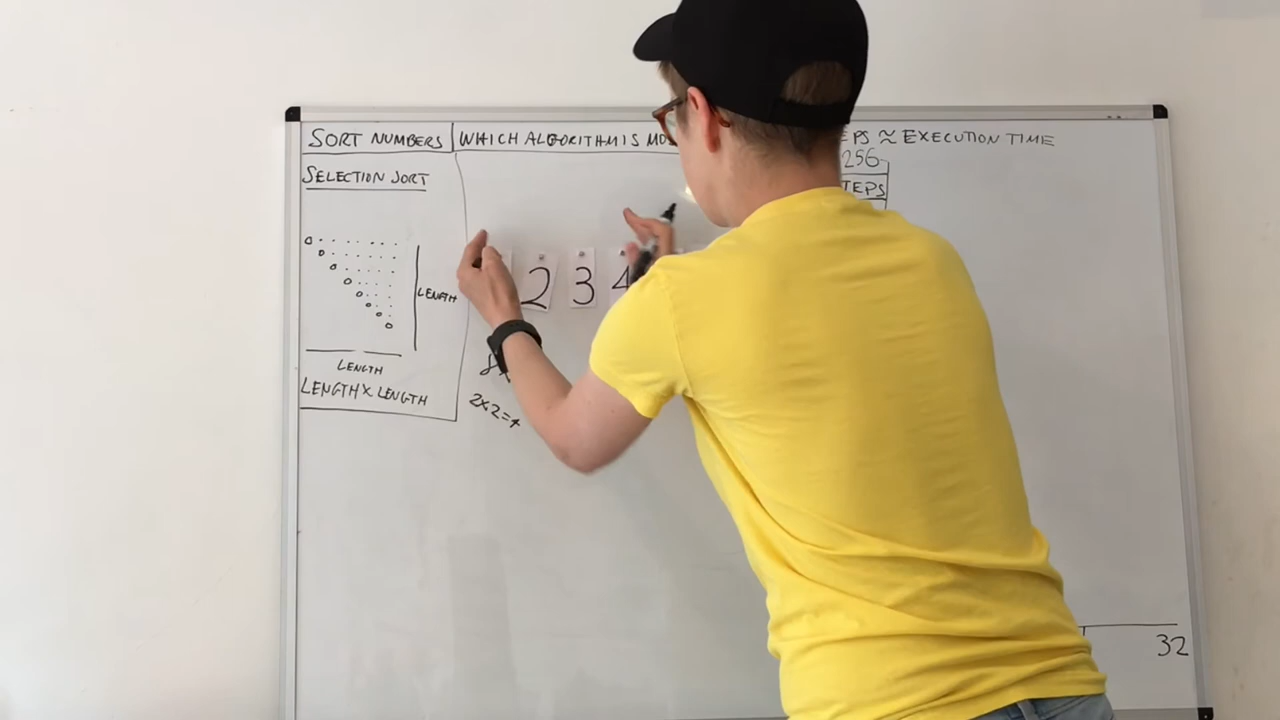 SORT NUMBERS
WHICH ALGORITHM IS
EXECUTION TIME
256
SELECTION SORT
2 3 4
LENGTH
LENGTH
LENGTH X LENGTH
2x2=
32